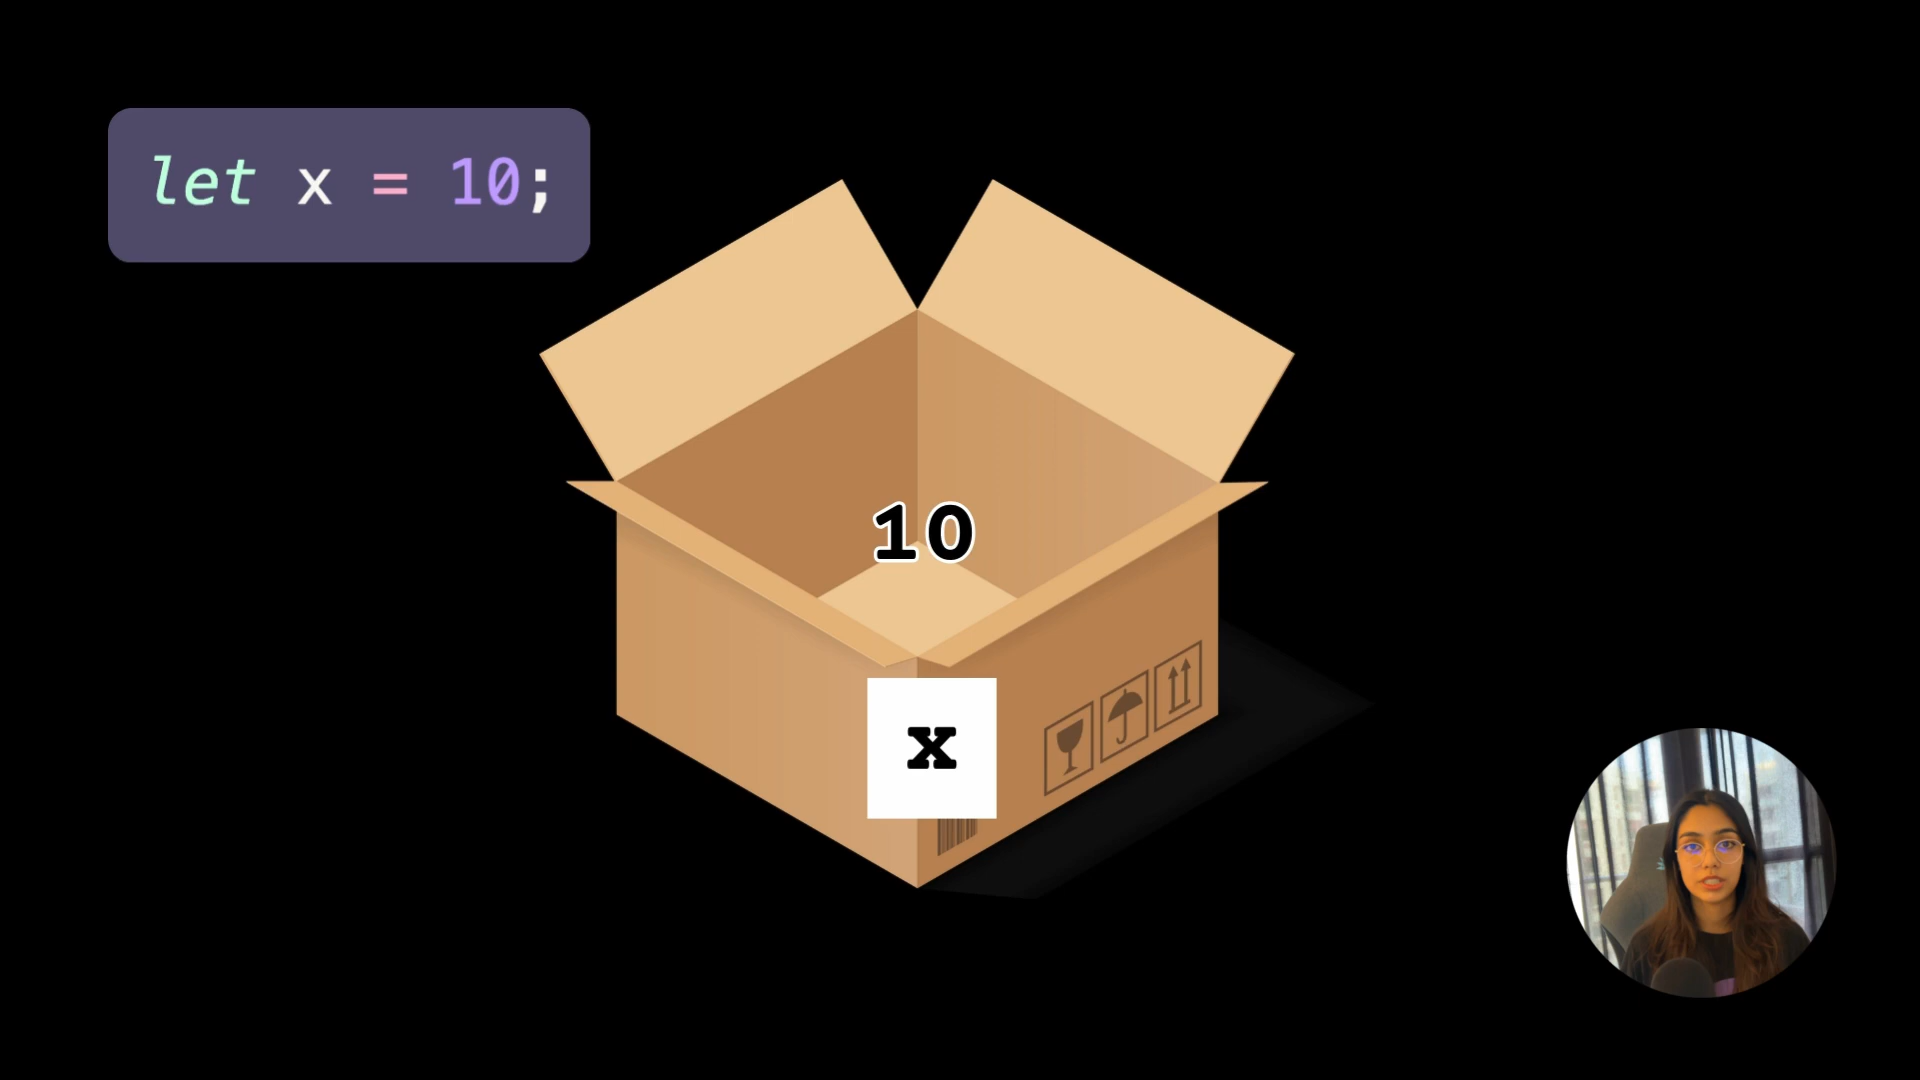 let x = 10;
10
x